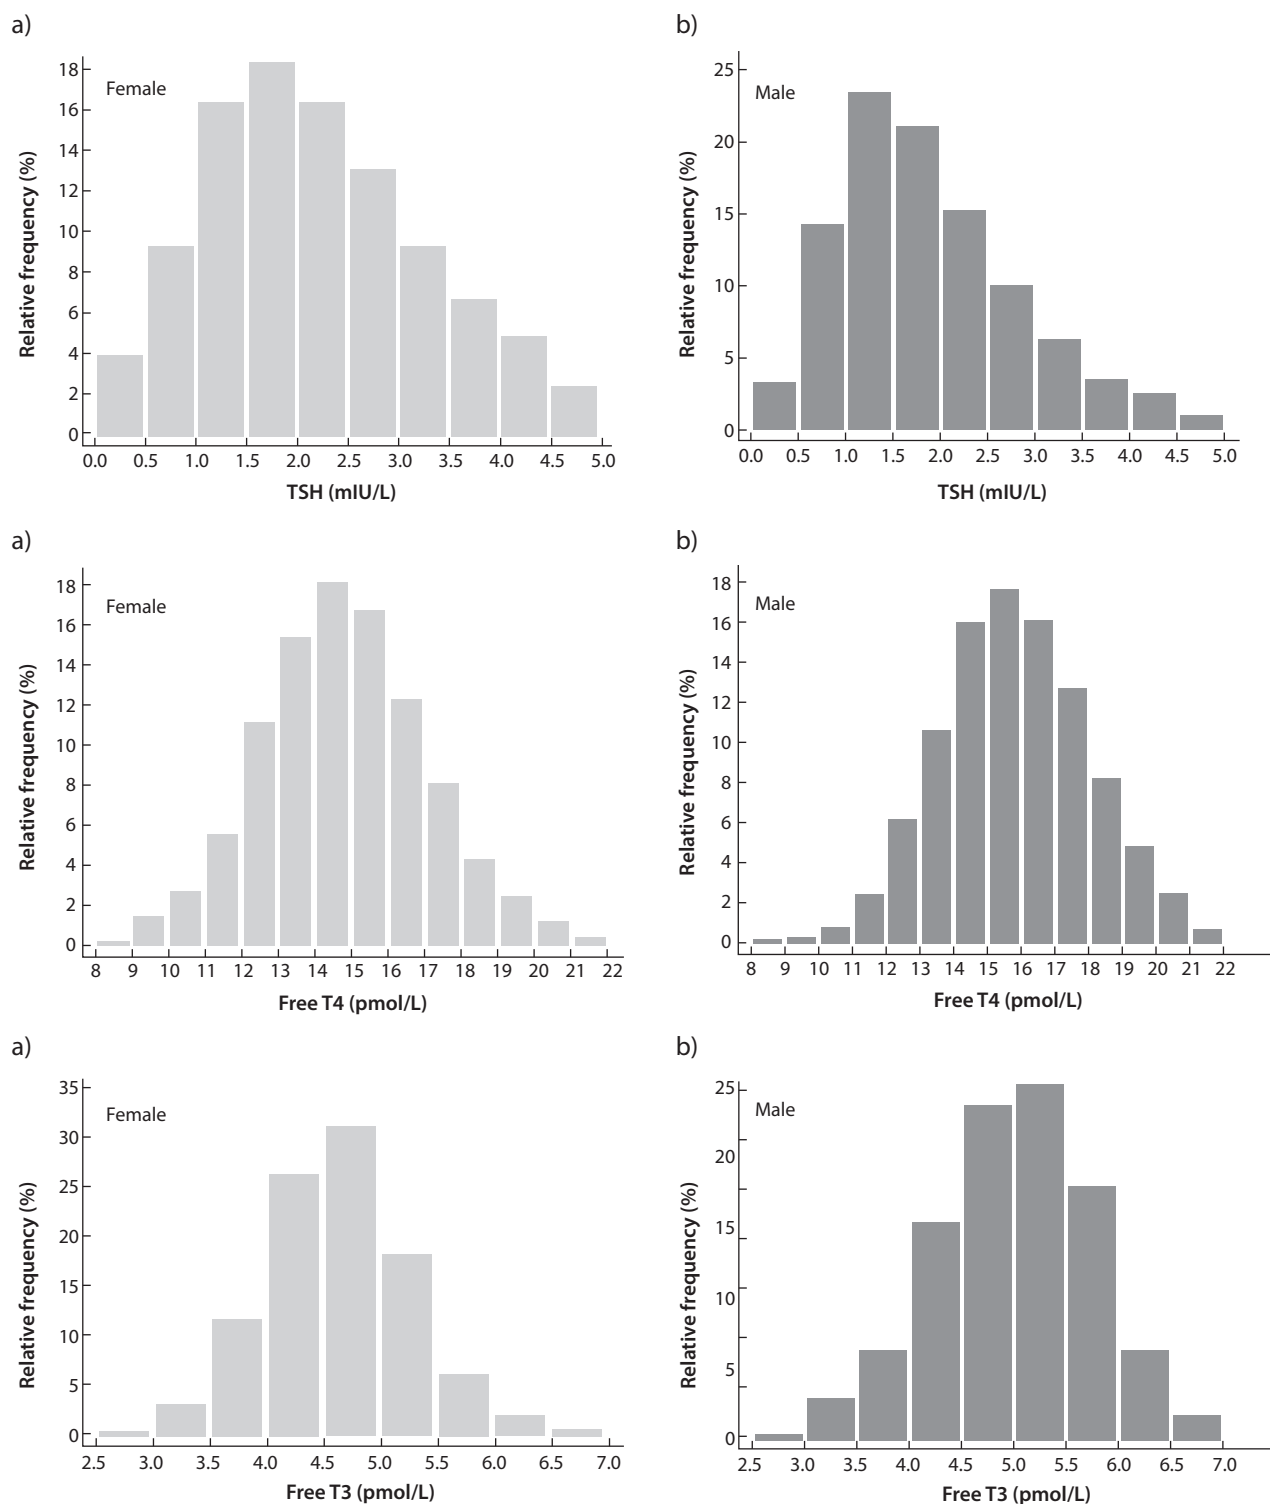 a)
Female
Relative frequency (%)
18
16
14
12
10
8
6
4
2
0
0.0 0.5 1.0 1.5 2.0 2.5 3.0 3.5 4.0 4.5 5.0
TSH (mIU/L)
b)
Male
Relative frequency (%)
25
20
15
10
5
0
0.0 0.5 1.0 1.5 2.0 2.5 3.0 3.5 4.0 4.5 5.0
TSH (mIU/L)
a)
Female
Relative frequency (%)
18
16
14
12
10
8
6
4
2
0
8 9 10 11 12 13 14 15 16 17 18 19 20 21 22
Free T4 (pmol/L)
b)
Male
Relative frequency (%)
18
16
14
12
10
8
6
4
2
0
8 9 10 11 12 13 14 15 16 17 18 19 20 21 22
Free T4 (pmol/L)
a)
Female
Relative frequency (%)
35
30
25
20
15
10
5
0
2.5 3.0 3.5 4.0 4.5 5.0 5.5 6.0 6.5 7.0
Free T3 (pmol/L)
b)
Male
Relative frequency (%)
25
20
15
10
5
0
2.5 3.0 4.0 4.5 5.0 5.5 6.0 6.5 7.0
Free T3 (pmol/L)